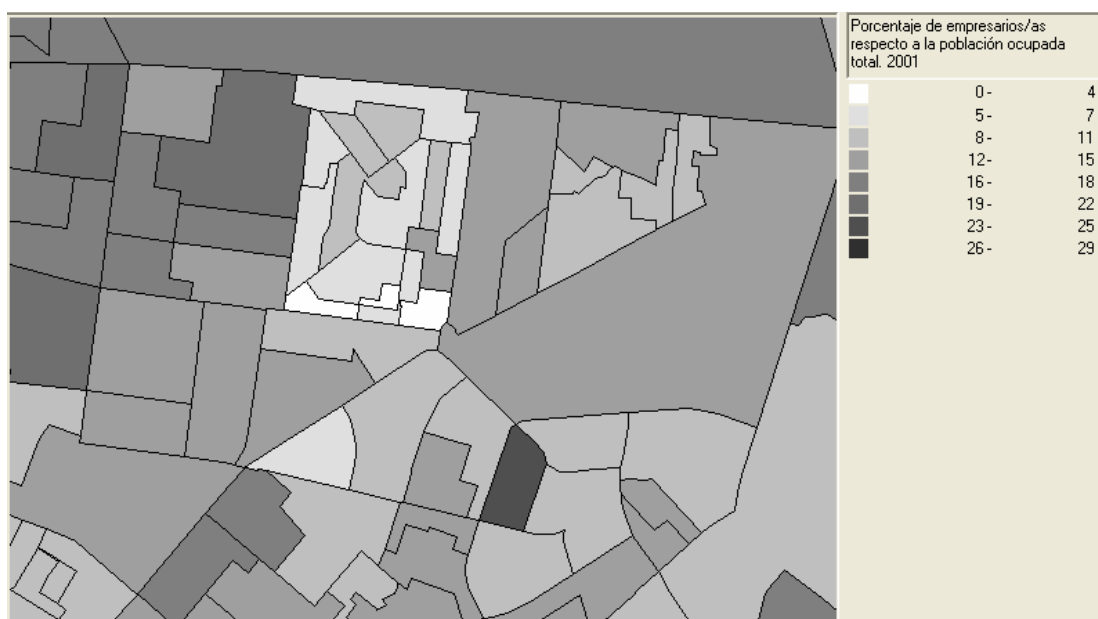 Porcentaje de empresarios/as
respecto a la población ocupada
total. 2001
0- 4
5- 7
8- 11
12- 15
16- 18
19- 22
23- 25
26- 29